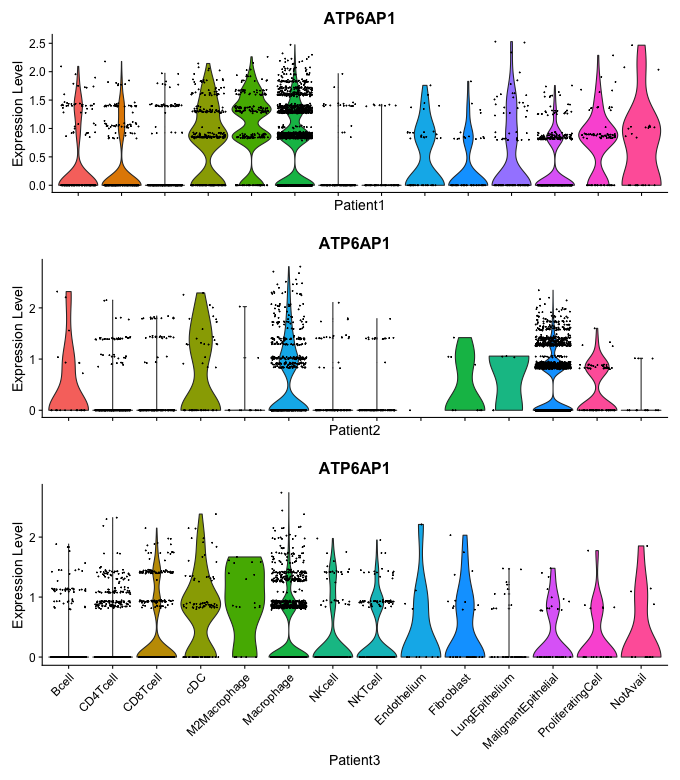 ATP6AP1
Expression Level
2.5
2.0
1.5
1.0
0.5
0.0
Patient1
ATP6AP1
Expression Level
2
1
0
Patient2
ATP6AP1
Expression Level
2
1
0
Bcell
CD4Tcell
CD8Tcell
cDC
M2Macrophage
Macrophage
NKcell
NKTcell
Endothelium
Fibroblast
LungEpithelium
MalignantEpithelial
ProliferatingCell
NotAvail
Patient3